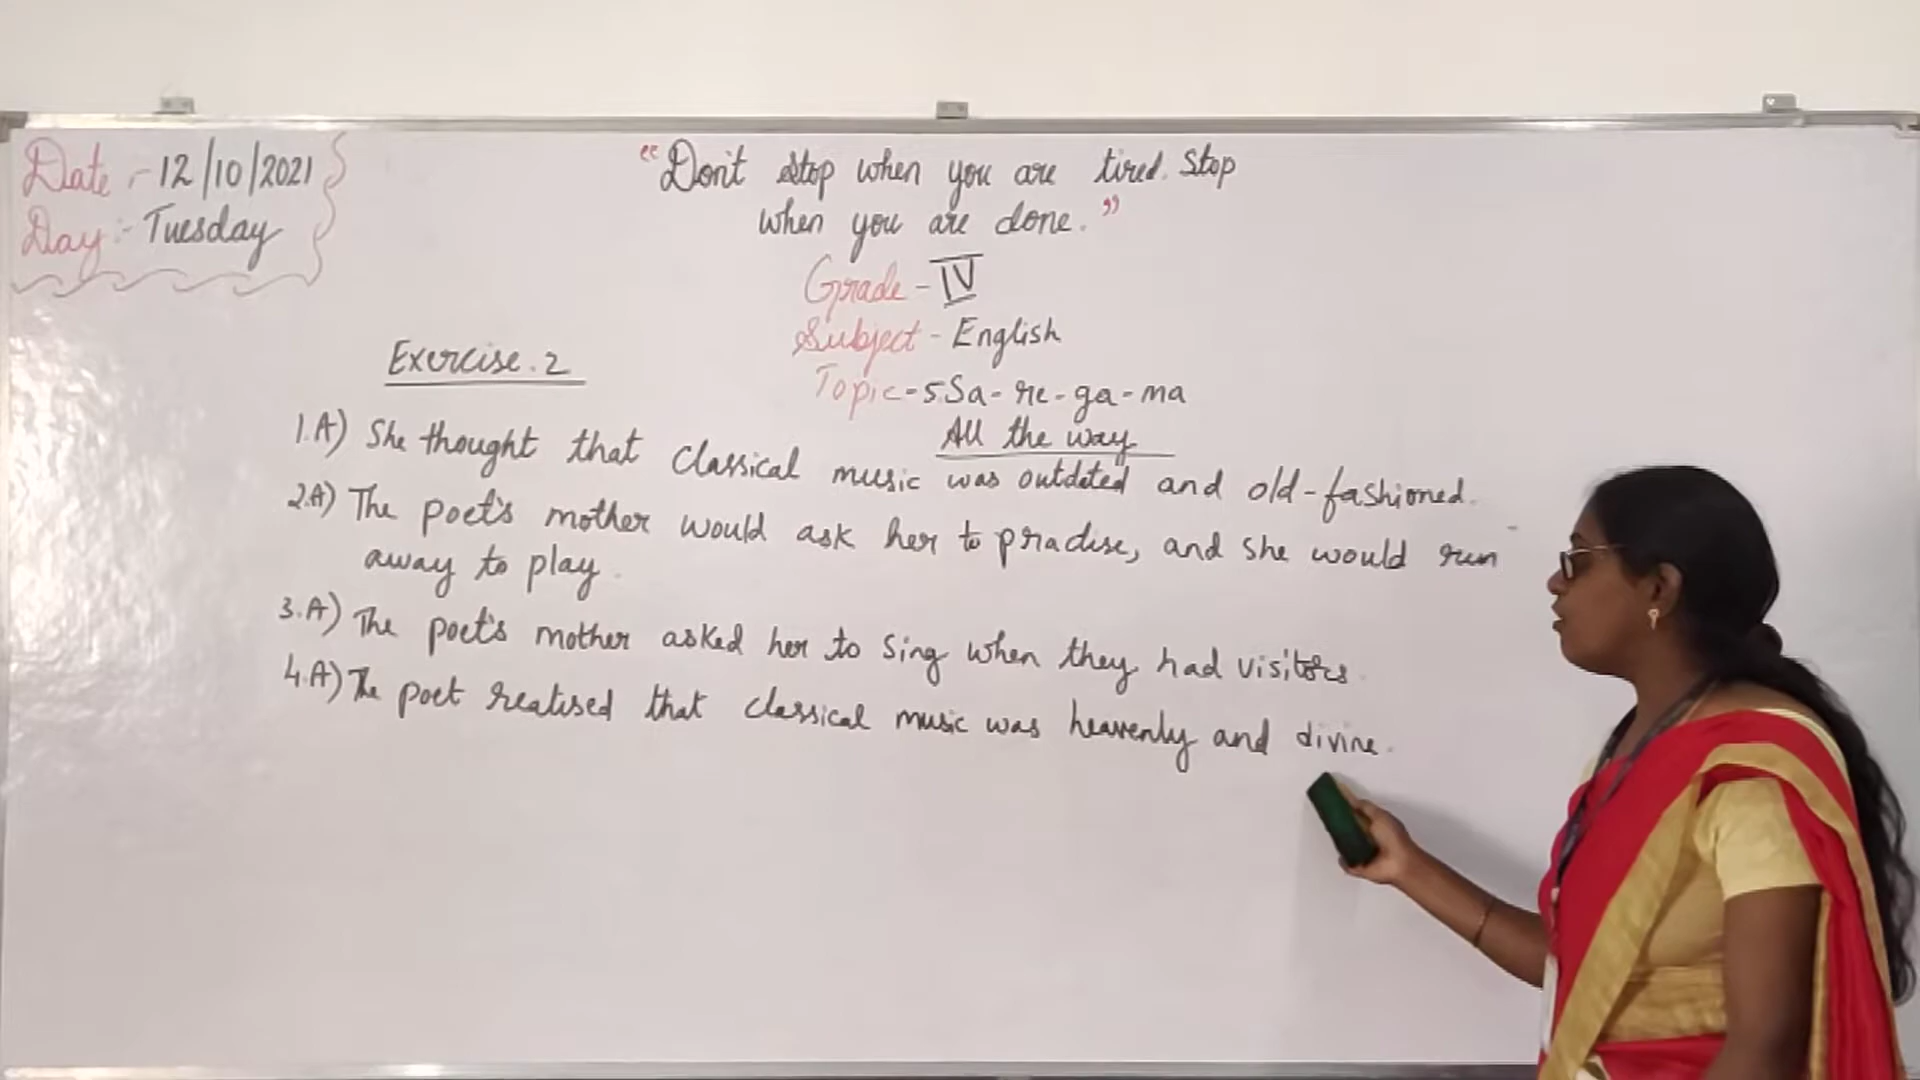 Date :- 12/10/2021
Day :- Tuesday
"Don't stop when you are tired. Stop
when you are done."
Grade - IV
Subject - English
Topic - 5.Sa-re-ga-ma
All the way
Exercise.2
1.A) She thought that classical music was outdated and old-fashioned.
2.A) The poet's mother would ask her to practise, and she would run
away to play.
3.A) The poet's mother asked her to sing when they had visitors.
4.A) The poet realised that classical music was heavenly and divine.